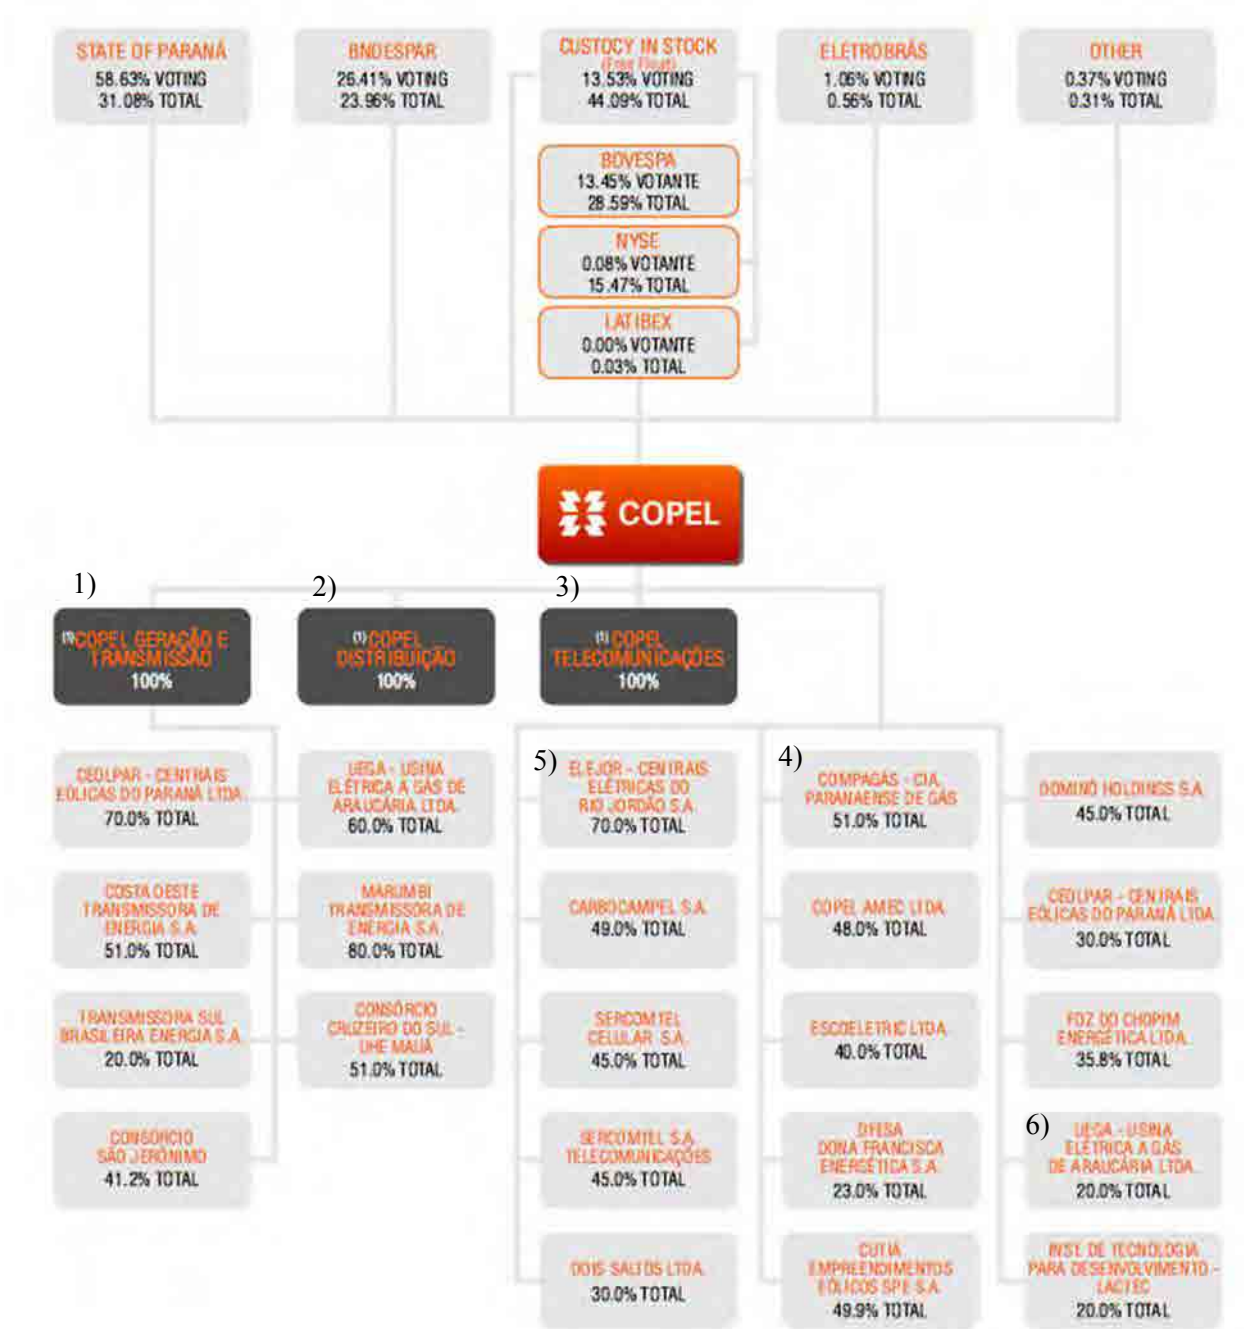 STATE OF PARANÁ
58.63% VOTING
31.08% TOTAL
BNDESPAR
26.41% VOTING
23.96% TOTAL
CUSTOCY IN STOCK
(Free Float)
13.53% VOTING
44.09% TOTAL
ELETROBRÁS
1.06% VOTING
0.56% TOTAL
OTHER
0.37% VOTING
0.31% TOTAL
BOVESPA
13.45% VOTANTE
28.59% TOTAL
NYSE
0.08% VOTANTE
15.47% TOTAL
LATIBEX
0.00% VOTANTE
0.03% TOTAL
COPEL
1)
(1) COPEL GERAÇÃO E
TRANSMISSÃO
100%
2)
(1) COPEL
DISTRIBUIÇÃO
100%
3)
(1) COPEL
TELECOMUNICAÇÕES
100%
CEOLPAR - CENTRAIS
EÓLICAS DO PARANÁ LTDA.
70.0% TOTAL
UEGA - USINA
ELÉTRICA A GÁS DE
ARAUCÁRIA LTDA.
60.0% TOTAL
5)
ELEJOR - CENTRAIS
ELÉTRICAS DO
RIO JORDÃO S.A.
70.0% TOTAL
4)
COMPAGÁS - CIA.
PARANAENSE DE GÁS
51.0% TOTAL
DOMINÓ HOLDINGS S.A.
45.0% TOTAL
COSTA OESTE
TRANSMISSORA DE
ENERGIA S.A.
51.0% TOTAL
MARUMBI
TRANSMISSORA DE
ENERGIA S.A.
80.0% TOTAL
CARBOCAMPEL S.A.
49.0% TOTAL
COPEL AMEC LTDA.
48.0% TOTAL
CEOLPAR - CENTRAIS
EÓLICAS DO PARANÁ LTDA.
30.0% TOTAL
TRANSMISSORA SUL
BRASILEIRA ENERGIA S.A.
20.0% TOTAL
CONSÓRCIO
CRUZEIRO DO SUL -
UHE MAUÁ
51.0% TOTAL
SERCOMTEL
CELULAR S.A.
45.0% TOTAL
ESCOELETRIC LTDA.
40.0% TOTAL
FOZ DO CHOPIM
ENERGÉTICA LTDA.
35.8% TOTAL
CONSÓRCIO
SÃO JERÔNIMO
41.2% TOTAL
SERCOMTEL S.A.
TELECOMUNICAÇÕES
45.0% TOTAL
DFESA
DONA FRANCISCA
ENERGÉTICA S.A.
23.0% TOTAL
6)
UEGA - USINA
ELÉTRICA A GÁS
DE ARAUCÁRIA LTDA.
20.0% TOTAL
DOIS SALTOS LTDA.
30.0% TOTAL
CUTIA
EMPREENDIMENTOS
EÓLICOS SPE S.A.
49.9% TOTAL
INST. DE TECNOLOGIA
PARA DESENVOLVIMENTO -
LACTEC
20.0% TOTAL